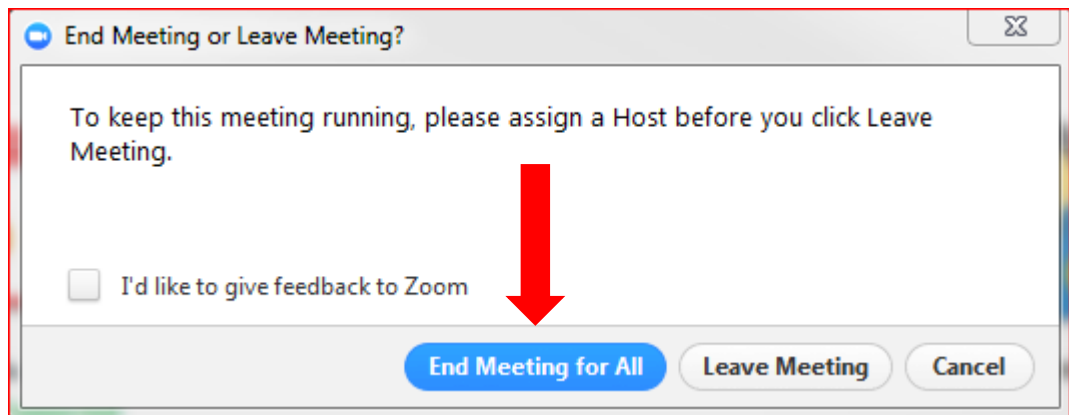 End Meeting or Leave Meeting?
To keep this meeting running, please assign a Host before you click Leave
Meeting.
I'd like to give feedback to Zoom
End Meeting for All Leave Meeting Cancel